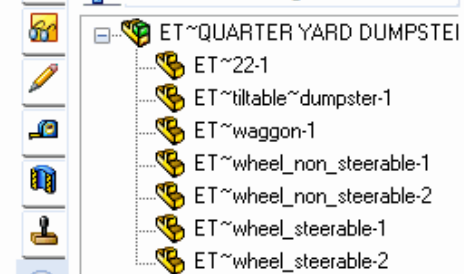 ET~QUARTER YARD DUMPSTE
ET~22-1
ET~tiltable~dumpster-1
ET~waggon-1
ET~wheel_non_steerable-1
ET~wheel_non_steerable-2
ET~wheel_steerable-1
ET~wheel_steerable-2